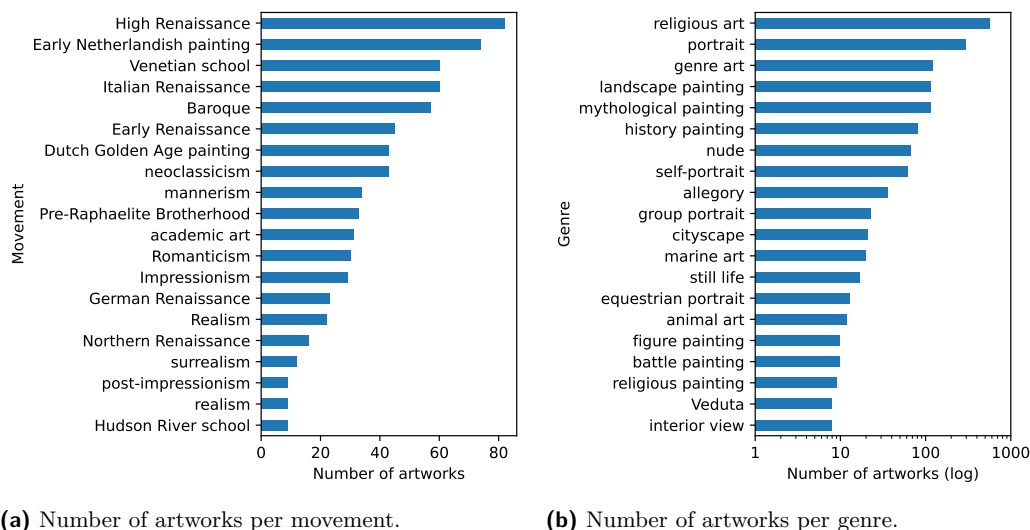 Movement
High Renaissance
Early Netherlandish painting
Venetian school
Italian Renaissance
Baroque
Early Renaissance
Dutch Golden Age painting
neoclassicism
mannerism
Pre-Raphaelite Brotherhood
academic art
Romanticism
Impressionism
German Renaissance
Realism
Northern Renaissance
surrealism
post-impressionism
realism
Hudson River school
0 20 40 60 80
Number of artworks
(a) Number of artworks per movement.
Genre
religious art
portrait
genre art
landscape painting
mythological painting
history painting
nude
self-portrait
allegory
group portrait
cityscape
marine art
still life
equestrian portrait
animal art
figure painting
battle painting
religious painting
Veduta
interior view
1 10 100 1000
Number of artworks (log)
(b) Number of artworks per genre.